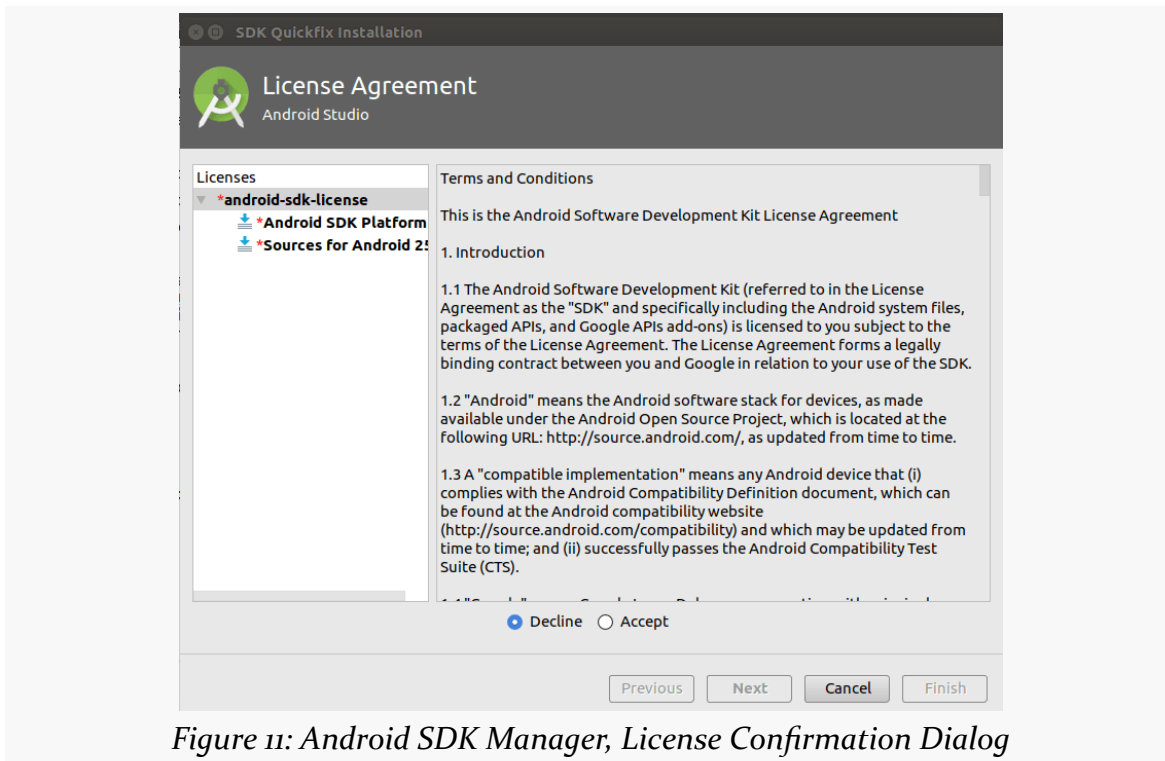 SDK Quickfix Installation
License Agreement
Android Studio
Licenses
*android-sdk-license
*Android SDK Platform
*Sources for Android 25
Terms and Conditions
This is the Android Software Development Kit License Agreement
1. Introduction
1.1 The Android Software Development Kit (referred to in the License
Agreement as the "SDK" and specifically including the Android system files,
packaged APIs, and Google APIs add-ons) is licensed to you subject to the
terms of the License Agreement. The License Agreement forms a legally
binding contract between you and Google in relation to your use of the SDK.
1.2 "Android" means the Android software stack for devices, as made
available under the Android Open Source Project, which is located at the
following URL: http://source.android.com/, as updated from time to time.
1.3 A "compatible implementation" means any Android device that (i)
complies with the Android Compatibility Definition document, which can
be found at the Android compatibility website
(http://source.android.com/compatibility) and which may be updated from
time to time; and (ii) successfully passes the Android Compatibility Test
Suite (CTS).
Decline Accept
Previous Next Cancel Finish
Figure 11: Android SDK Manager, License Confirmation Dialog